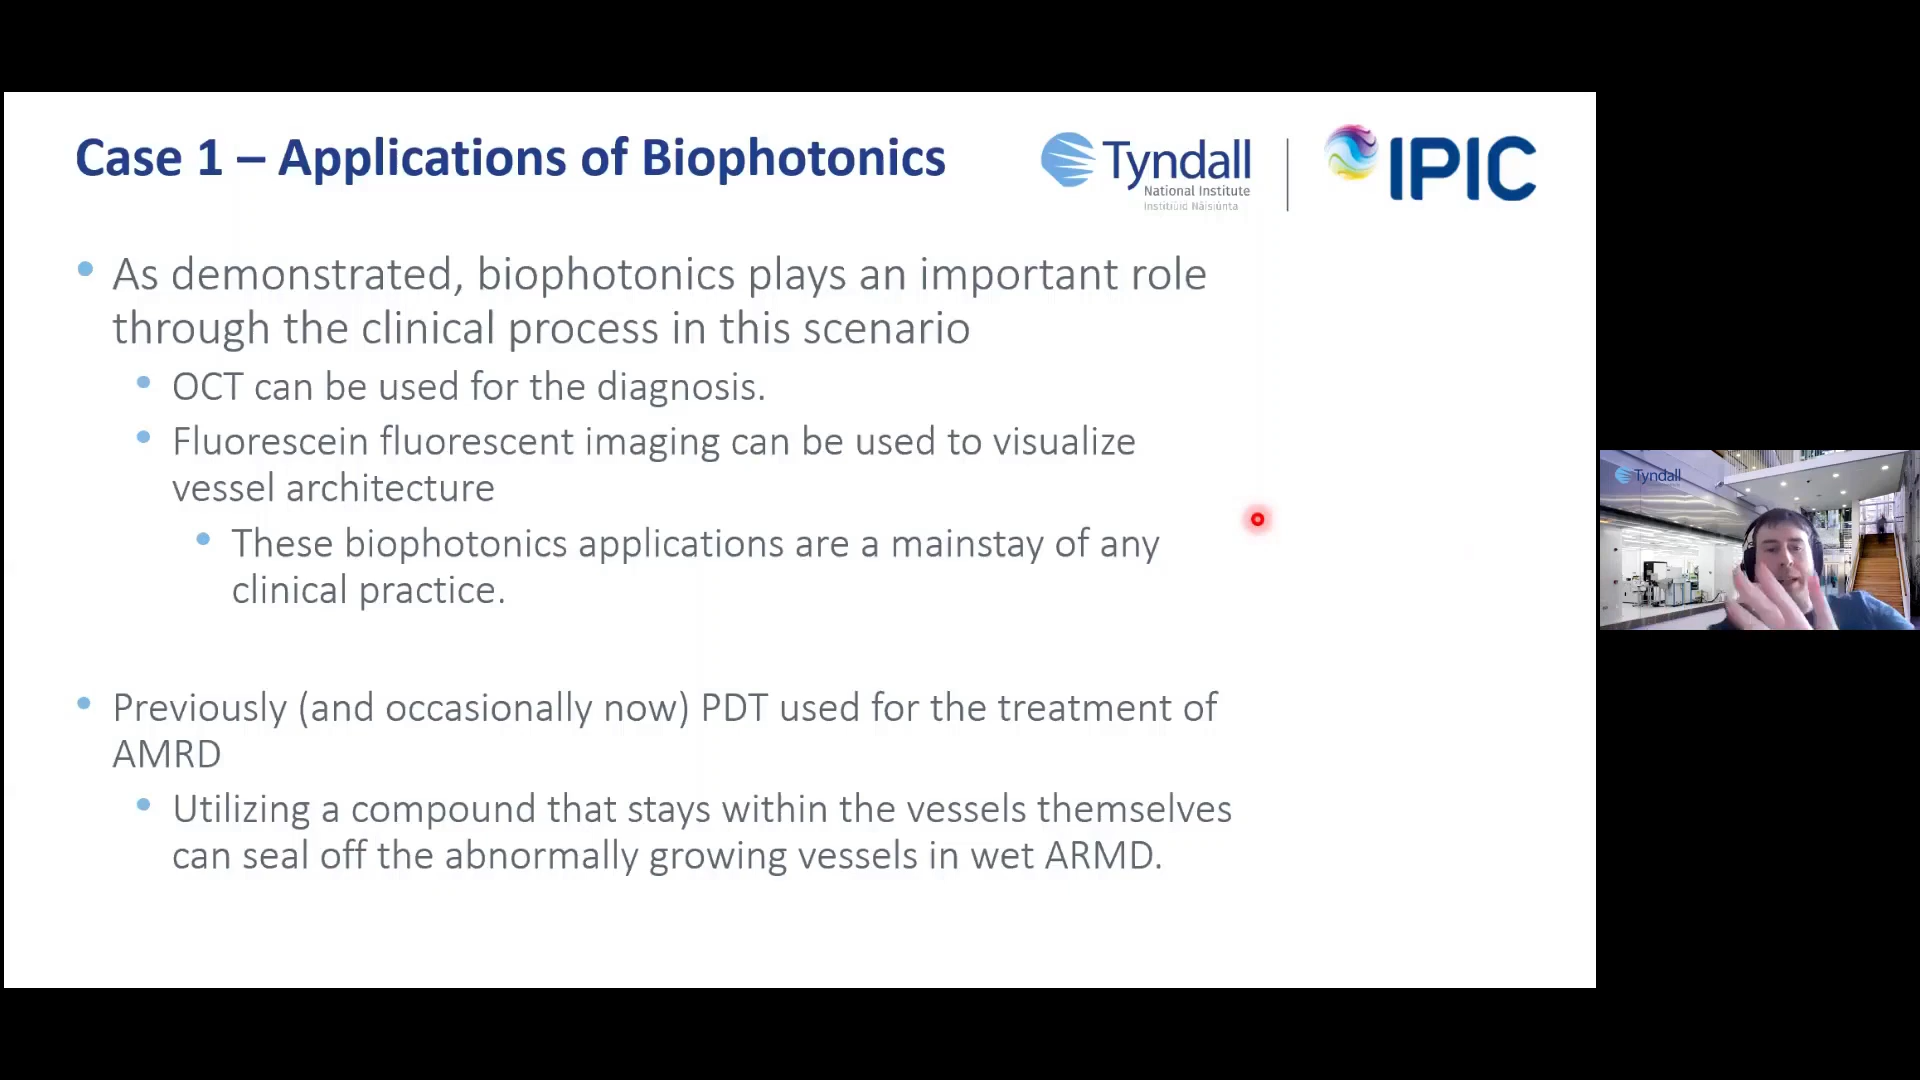 Case 1 – Applications of Biophotonics
Tyndall
National Institute
Institiúid Náisiúnta
IPIC
As demonstrated, biophotonics plays an important role
through the clinical process in this scenario
OCT can be used for the diagnosis.
Fluorescein fluorescent imaging can be used to visualize
vessel architecture
These biophotonics applications are a mainstay of any
clinical practice.
Previously (and occasionally now) PDT used for the treatment of
AMRD
Utilizing a compound that stays within the vessels themselves
can seal off the abnormally growing vessels in wet ARMD.
Tyndall